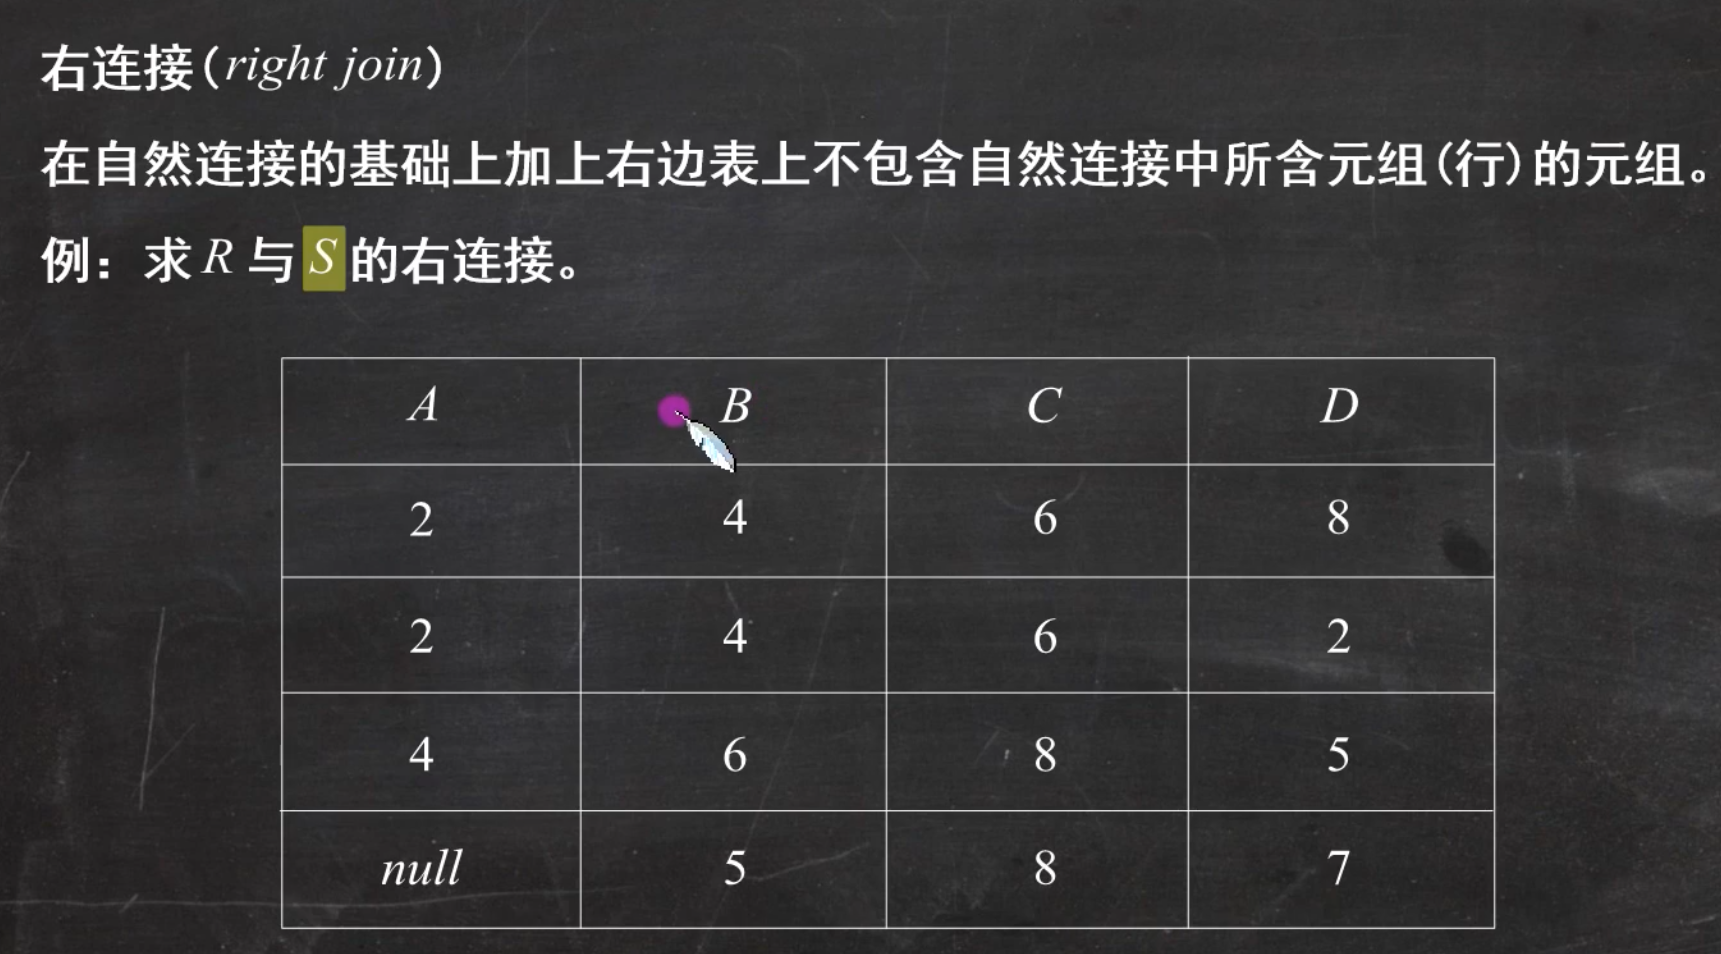 右连接(right join)
在自然连接的基础上加上右边表上不包含自然连接中所含元组(行)的元组。
例：求R与S的右连接。
A B C D
2 4 6 8
2 4 6 2
4 6 8 5
null 5 8 7